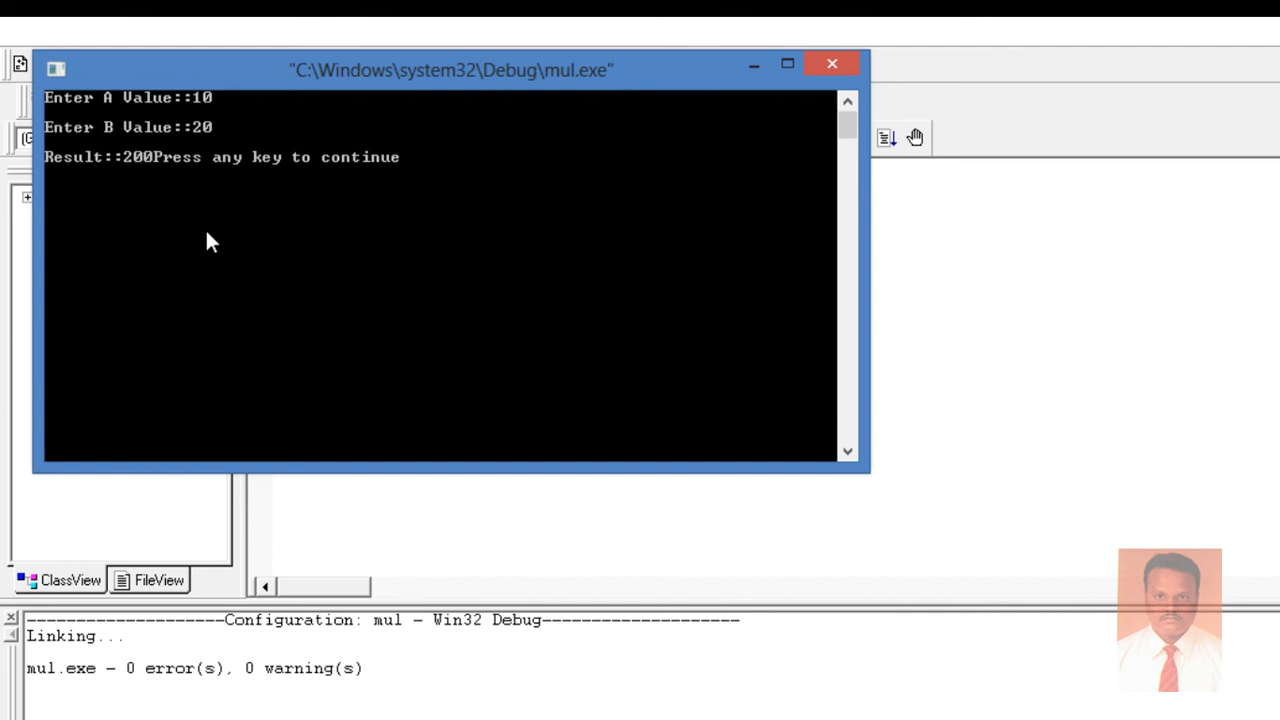 "C:\Windows\system32\Debug\mul.exe"
Enter A Value::10
Enter B Value::20
Result::200Press any key to continue
ClassView
FileView
--------------------Configuration: mul - Win32 Debug--------------------
Linking...
mul.exe - 0 error(s), 0 warning(s)